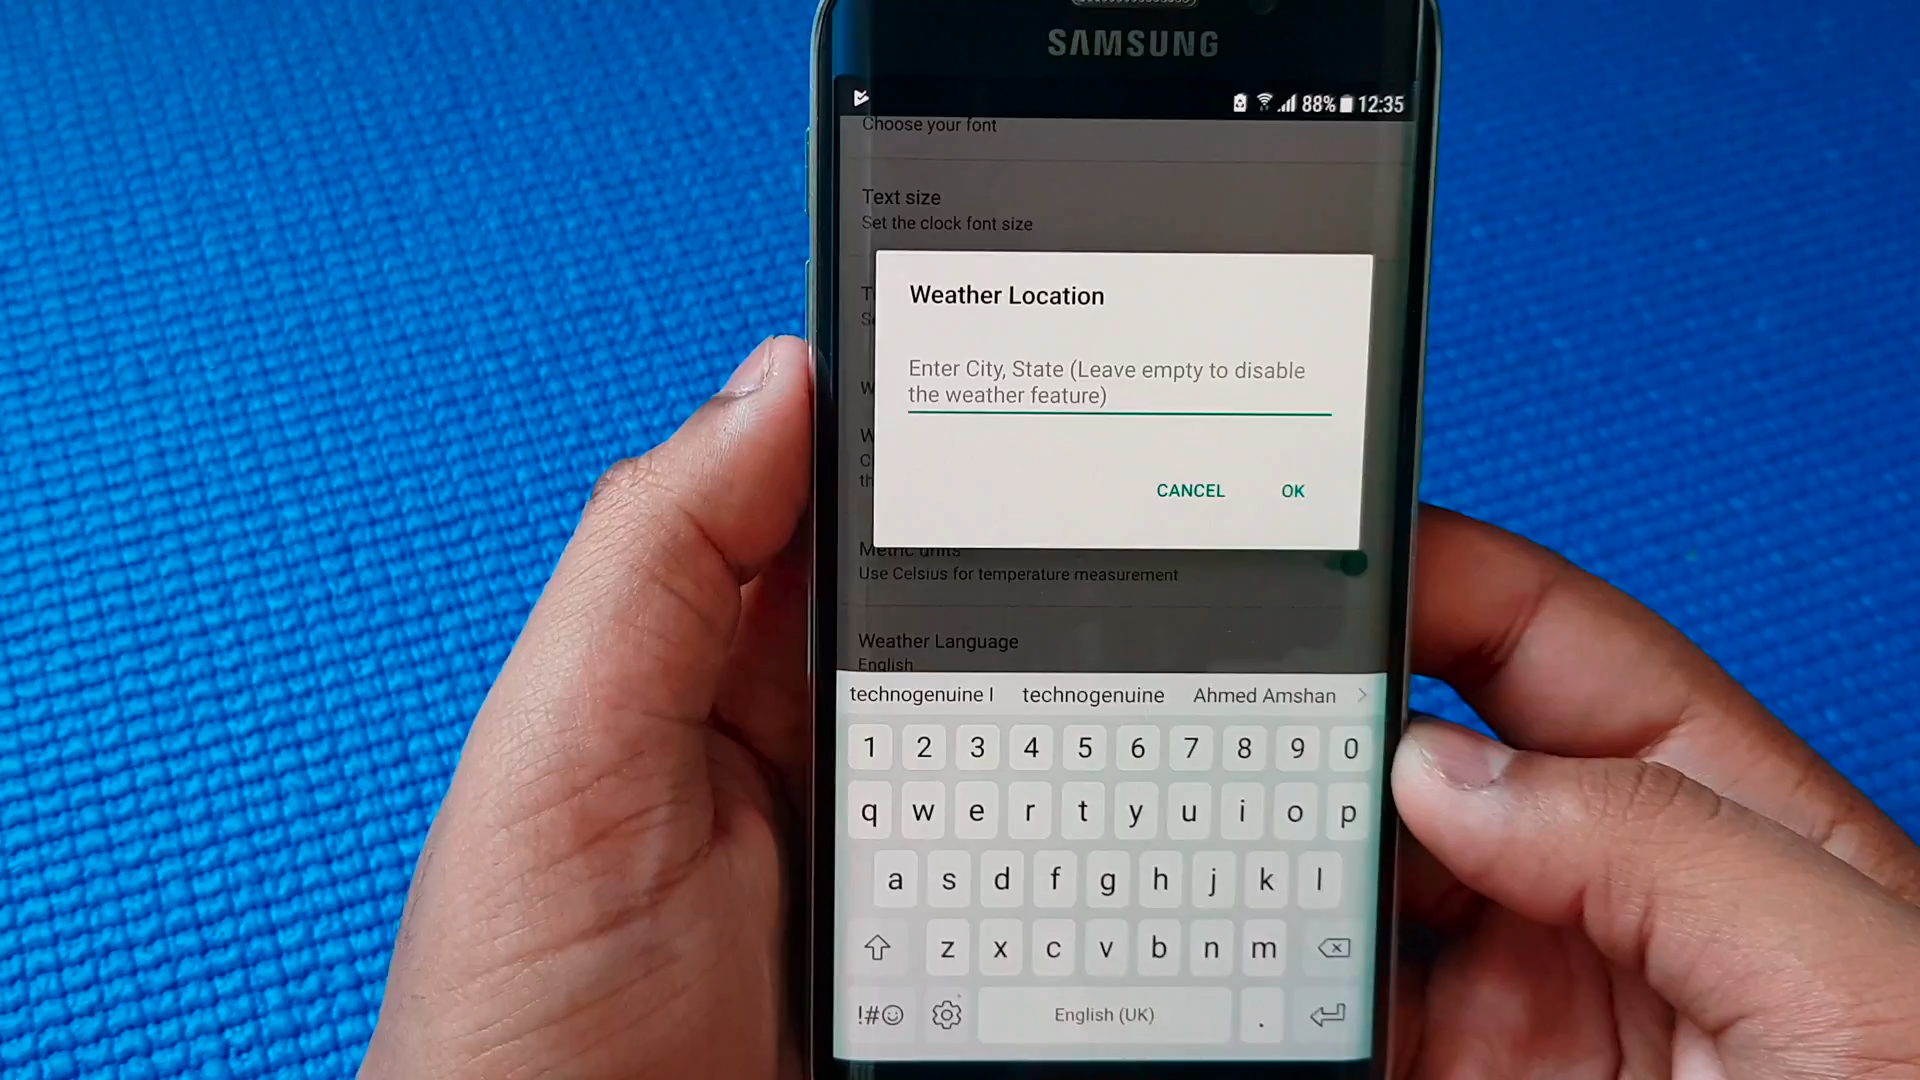 SAMSUNG
88% 12:35
Choose your font
Text size
Set the clock font size
Weather Location
Enter City, State (Leave empty to disable
the weather feature)
CANCEL OK
Metric units
Use Celsius for temperature measurement
Weather Language
English
technogenuine l technogenuine Ahmed Amshan
1 2 3 4 5 6 7 8 9 0
q w e r t y u i o p
a s d f g h j k l
z x c v b n m
!#☺ English (UK) .